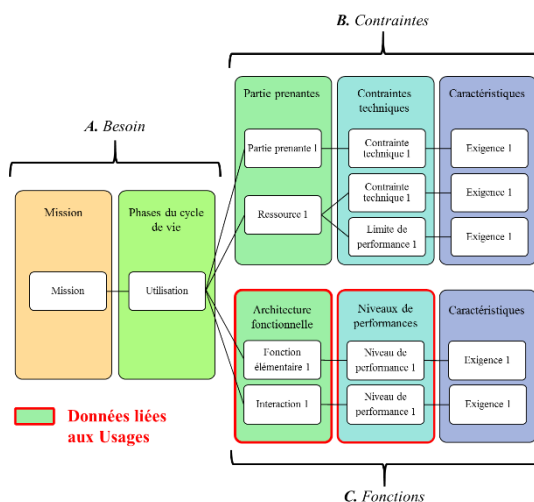 B. Contraintes
Partie prenantes
Contraintes
techniques
Caractéristiques
A. Besoin
Partie prenante 1
Contrainte
technique 1
Exigence 1
Contrainte
technique 1
Exigence 1
Mission
Phases du cycle
de vie
Ressource 1
Limite de
performance 1
Exigence 1
Mission
Utilisation
Architecture
fonctionnelle
Niveaux de
performances
Caractéristiques
Fonction
élémentaire 1
Niveau de
performance 1
Exigence 1
Interaction 1
Niveau de
performance 1
Exigence 1
Données liées
aux Usages
C. Fonctions